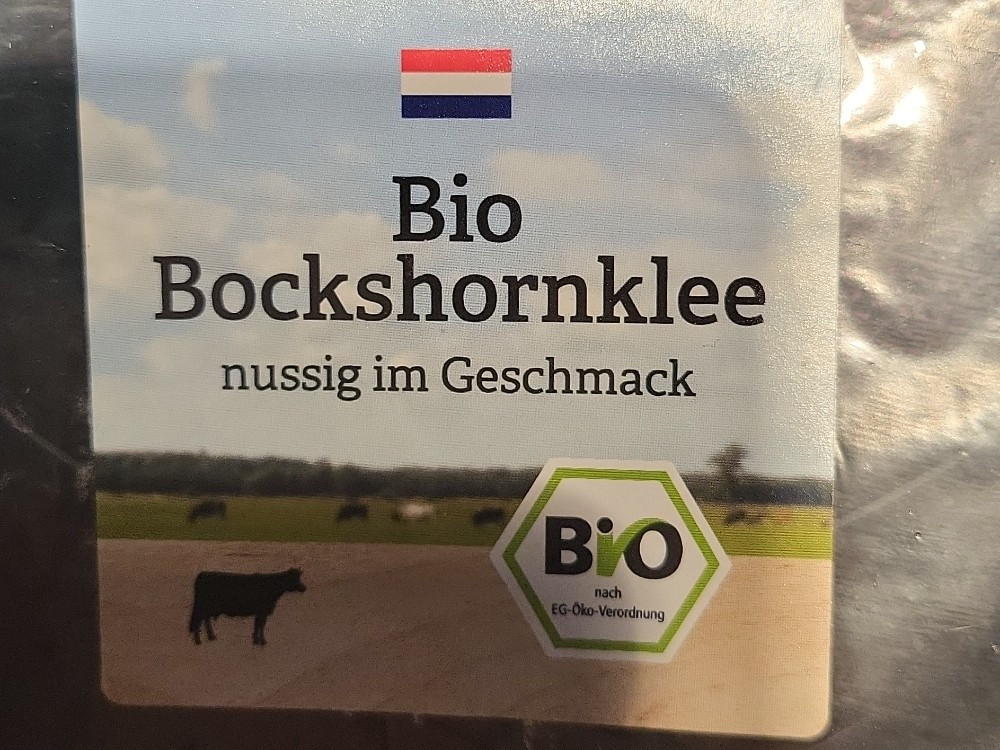 Bio
Bockshornklee
nussig im Geschmack
BiO
nach
EG-Öko-Verordnung